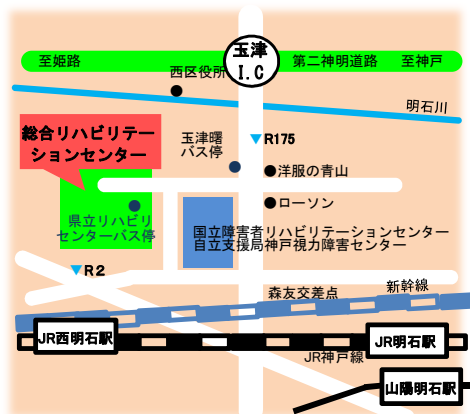 玉津
I.C
至姫路
第二神明道路
至神戸
西区役所
明石川
総合リハビリテー
ションセンター
玉津曙
バス停
▼R175
●洋服の青山
●ローソン
県立リハビリ
センターバス停
国立障害者リハビリテーションセンター
自立支援局神戸視力障害センター
▼R2
森友交差点
新幹線
JR西明石駅
JR明石駅
JR神戸線
山陽明石駅